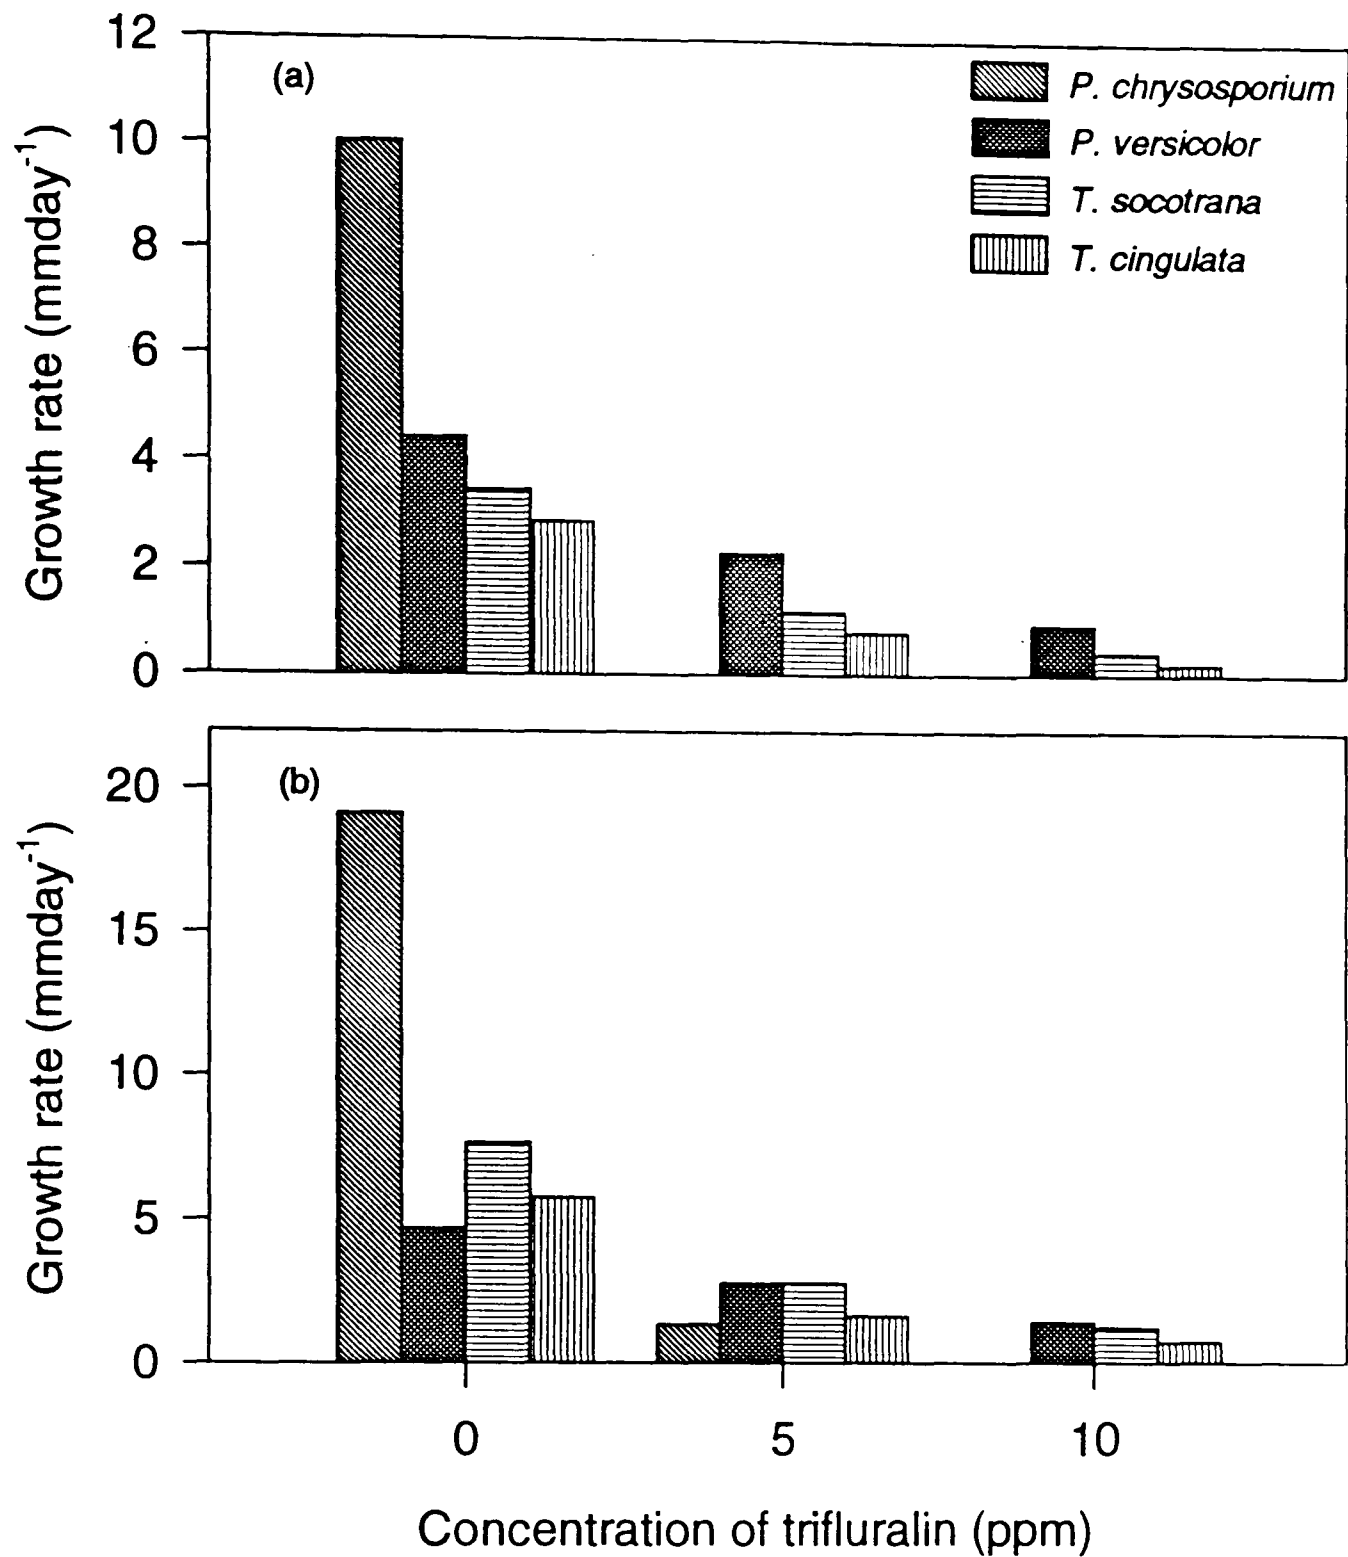 12
10
8
6
4
2
0
Growth rate (mmday-1)
(a)
P. chrysosporium
P. versicolor
T. socotrana
T. cingulata
20
15
10
5
0
Growth rate (mmday-1)
(b)
0 5 10
Concentration of trifluralin (ppm)